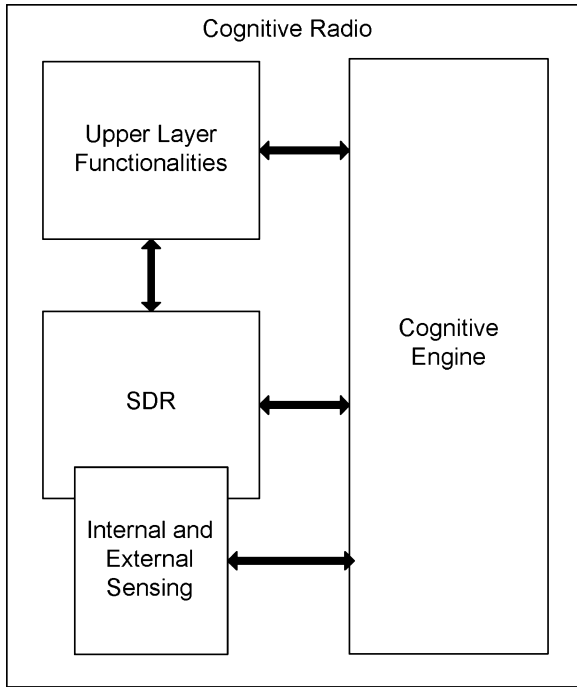 Cognitive Radio
Upper Layer
Functionalities
Cognitive
Engine
SDR
Internal and
External
Sensing